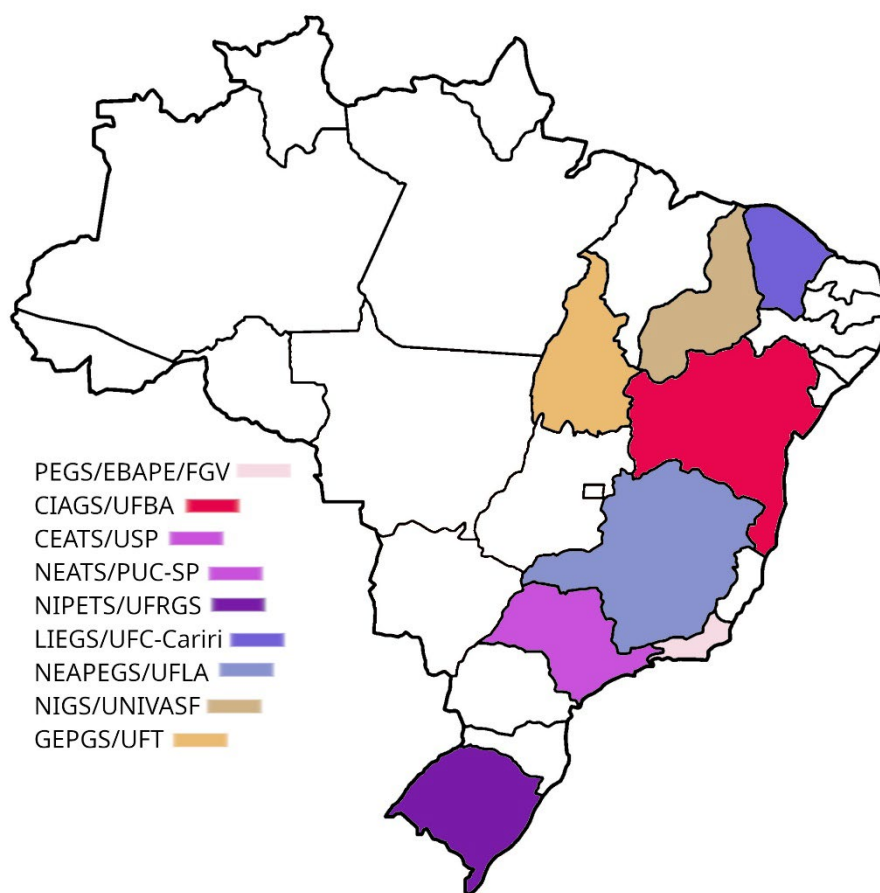 PEGS/EBAPE/FGV
CIAGS/UFBA
CEATS/USP
NEATS/PUC-SP
NIPETS/UFRGS
LIEGS/UFC-Cariri
NEAPEGS/UFLA
NIGS/UNIVASF
GEPGS/UFT